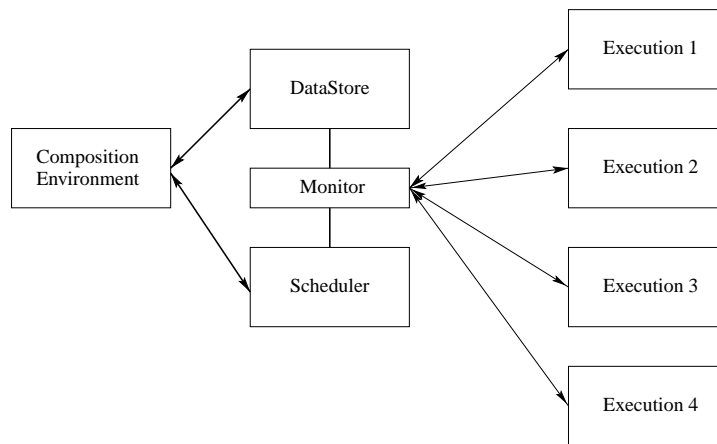 Composition
Environment
DataStore
Monitor
Scheduler
Execution 1
Execution 2
Execution 3
Execution 4